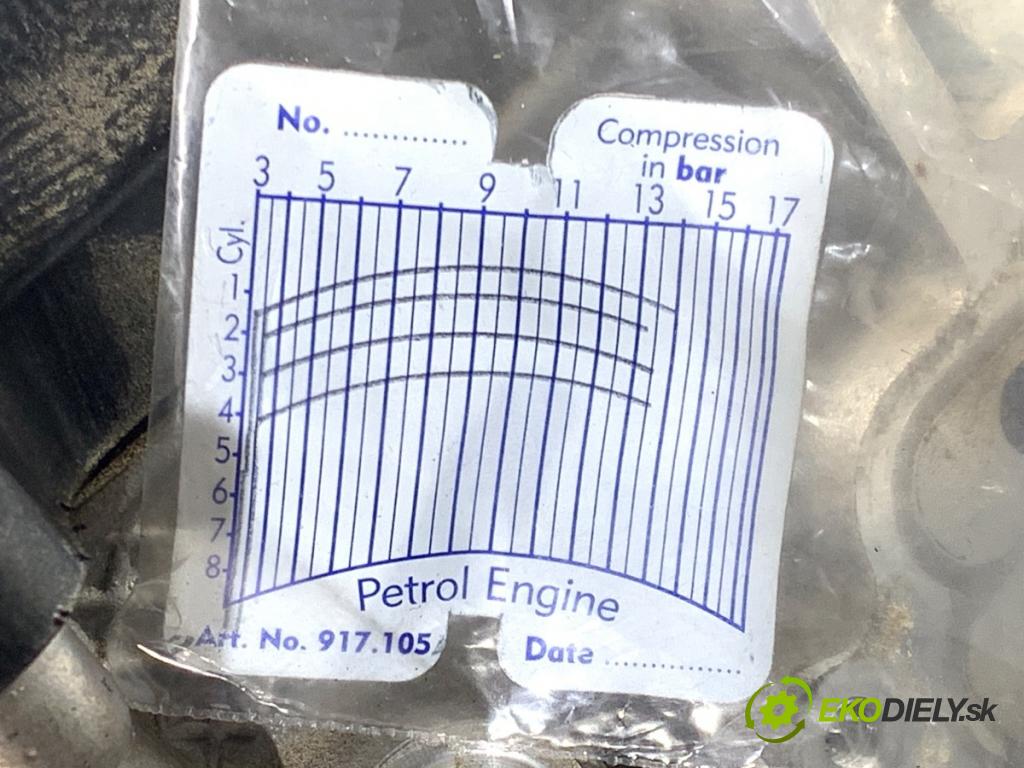 No. ................
Compression
in bar
3 5 7 9 11 13 15 17
Cyl.
1
2
3
4
5
6
7
8
Petrol Engine
Art. No. 917.105
Date ................
EKODIELY.sk